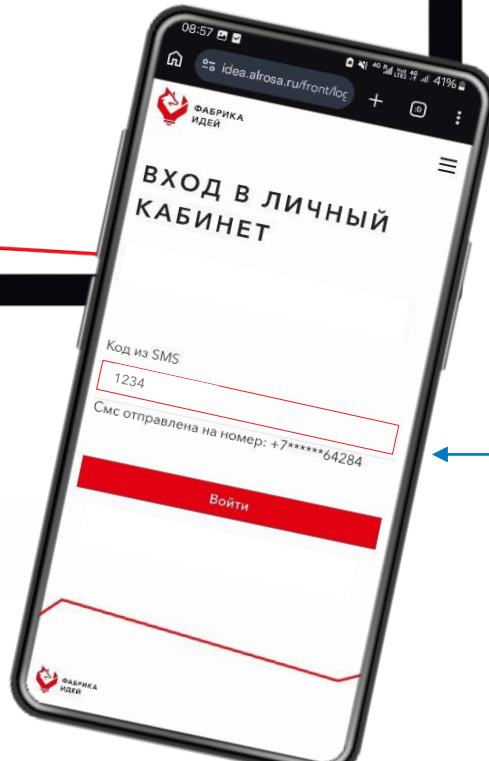 08:57
41%
idea.alrosa.ru/front/log
ФАБРИКА
ИДЕЙ
ВХОД В ЛИЧНЫЙ
КАБИНЕТ
Код из SMS
1234
Смс отправлена на номер: +7******64284
Войти
ФАБРИКА
ИДЕЙ